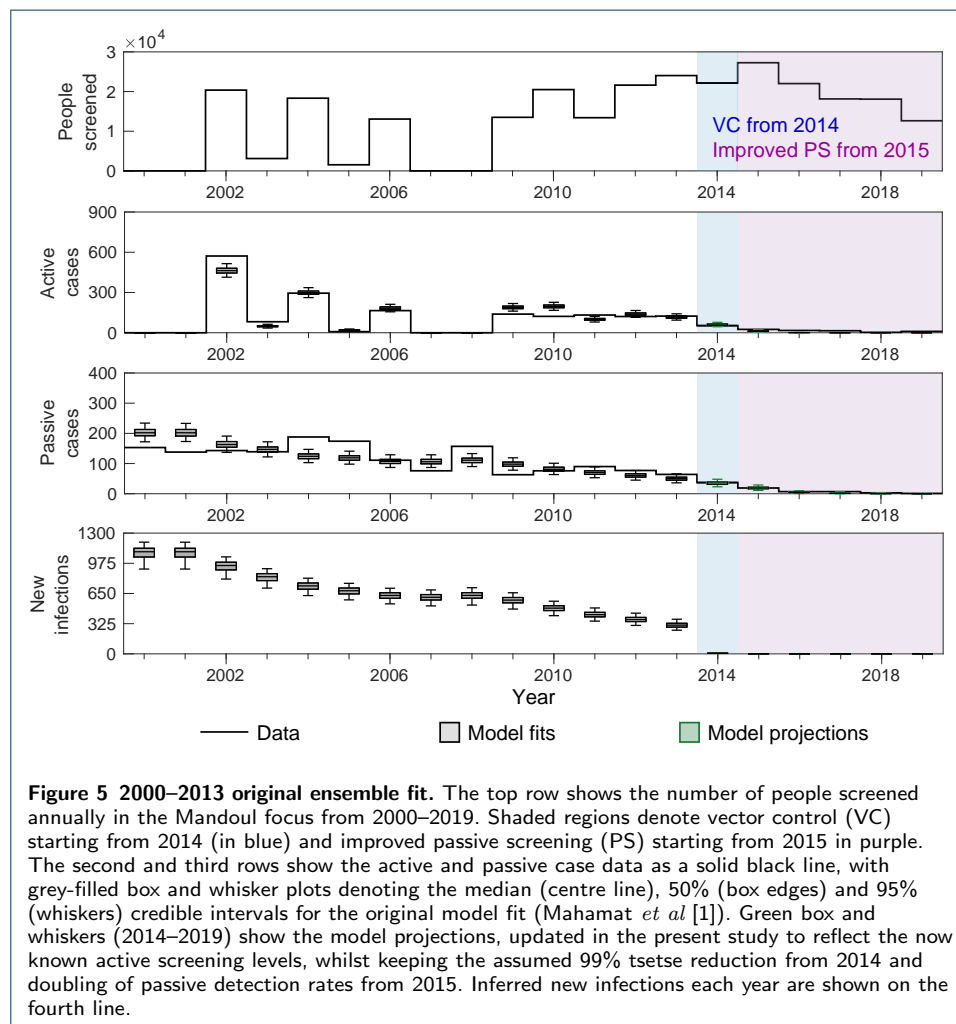 ×10⁴
3
2
1
0
People
screened
VC from 2014
Improved PS from 2015
2002 2006 2010 2014 2018
900
600
300
0
Active
cases
2002 2006 2010 2014 2018
400
300
200
100
0
Passive
cases
2002 2006 2010 2014 2018
1300
975
650
325
0
New
infections
2002 2006 2010 2014 2018
Year
Data Model fits Model projections
Figure 5 2000–2013 original ensemble fit. The top row shows the number of people screened
annually in the Mandoul focus from 2000–2019. Shaded regions denote vector control (VC)
starting from 2014 (in blue) and improved passive screening (PS) starting from 2015 in purple.
The second and third rows show the active and passive case data as a solid black line, with
grey-filled box and whisker plots denoting the median (centre line), 50% (box edges) and 95%
(whiskers) credible intervals for the original model fit (Mahamat et al [1]). Green box and
whiskers (2014–2019) show the model projections, updated in the present study to reflect the now
known active screening levels, whilst keeping the assumed 99% tsetse reduction from 2014 and
doubling of passive detection rates from 2015. Inferred new infections each year are shown on the
fourth line.